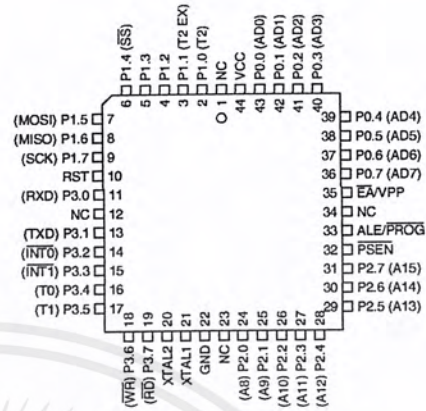 P1.4 (SS)
P1.3
P1.2
P1.1 (T2 EX)
P1.0 (T2)
NC
VCC
P0.0 (AD0)
P0.1 (AD1)
P0.2 (AD2)
P0.3 (AD3)
6
5
4
3
2
1
44
43
42
41
40
(MOSI) P1.5 7
(MISO) P1.6 8
(SCK) P1.7 9
RST 10
(RXD) P3.0 11
NC 12
(TXD) P3.1 13
(INT0) P3.2 14
(INT1) P3.3 15
(T0) P3.4 16
(T1) P3.5 17
39 P0.4 (AD4)
38 P0.5 (AD5)
37 P0.6 (AD6)
36 P0.7 (AD7)
35 EA/VPP
34 NC
33 ALE/PROG
32 PSEN
31 P2.7 (A15)
30 P2.6 (A14)
29 P2.5 (A13)
18
19
20
21
22
23
24
25
26
27
28
(WR) P3.6
(RD) P3.7
XTAL2
XTAL1
GND
NC
(A8) P2.0
(A9) P2.1
(A10) P2.2
(A11) P2.3
(A12) P2.4